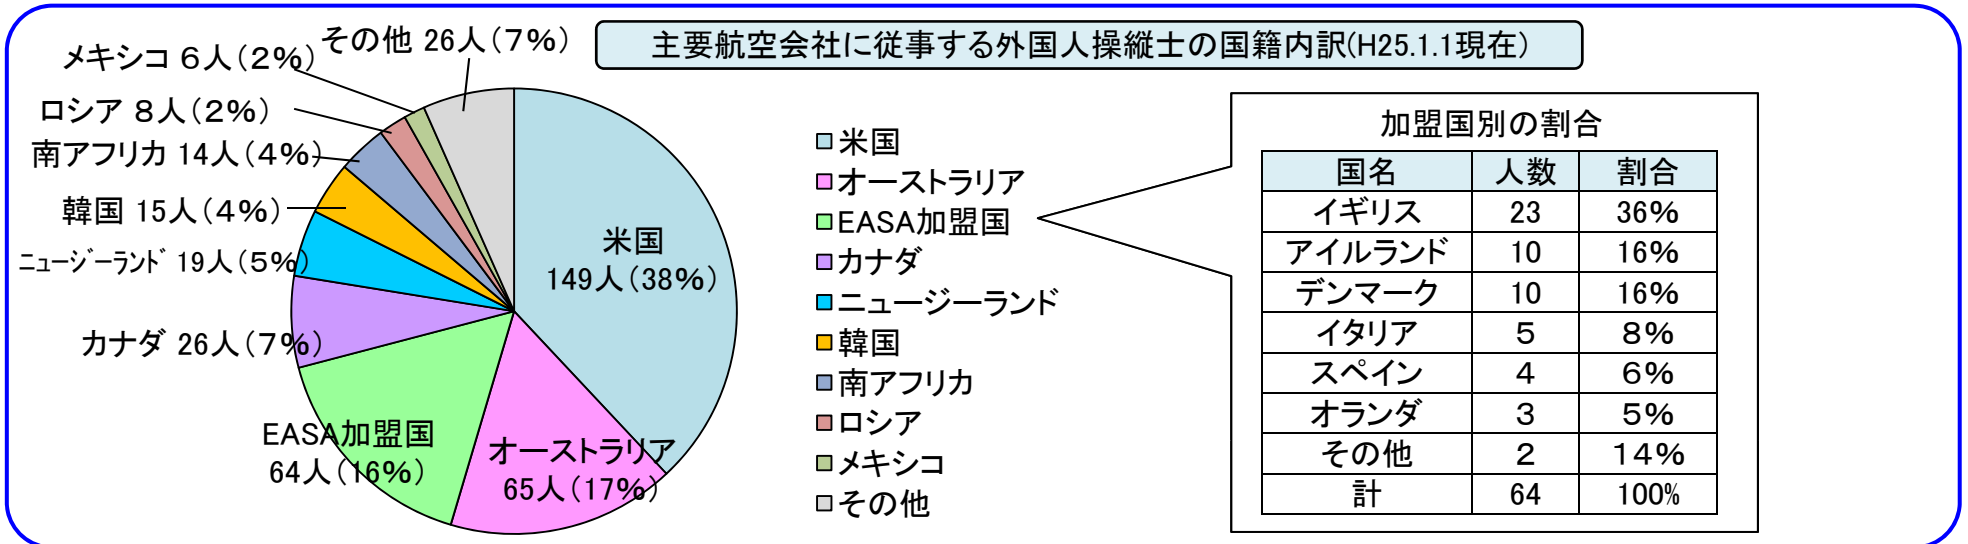 主要航空会社に従事する外国人操縦士の国籍内訳(H25.1.1現在)
その他 26人(7%)
メキシコ 6人(2%)
ロシア 8人(2%)
南アフリカ 14人(4%)
韓国 15人(4%)
ニュージーランド 19人(5%)
カナダ 26人(7%)
EASA加盟国
64人(16%)
オーストラリア
65人(17%)
米国
149人(38%)
米国
オーストラリア
EASA加盟国
カナダ
ニュージーランド
韓国
南アフリカ
ロシア
メキシコ
その他
加盟国別の割合
国名 人数 割合
イギリス 23 36%
アイルランド 10 16%
デンマーク 10 16%
イタリア 5 8%
スペイン 4 6%
オランダ 3 5%
その他 2 14%
計 64 100%